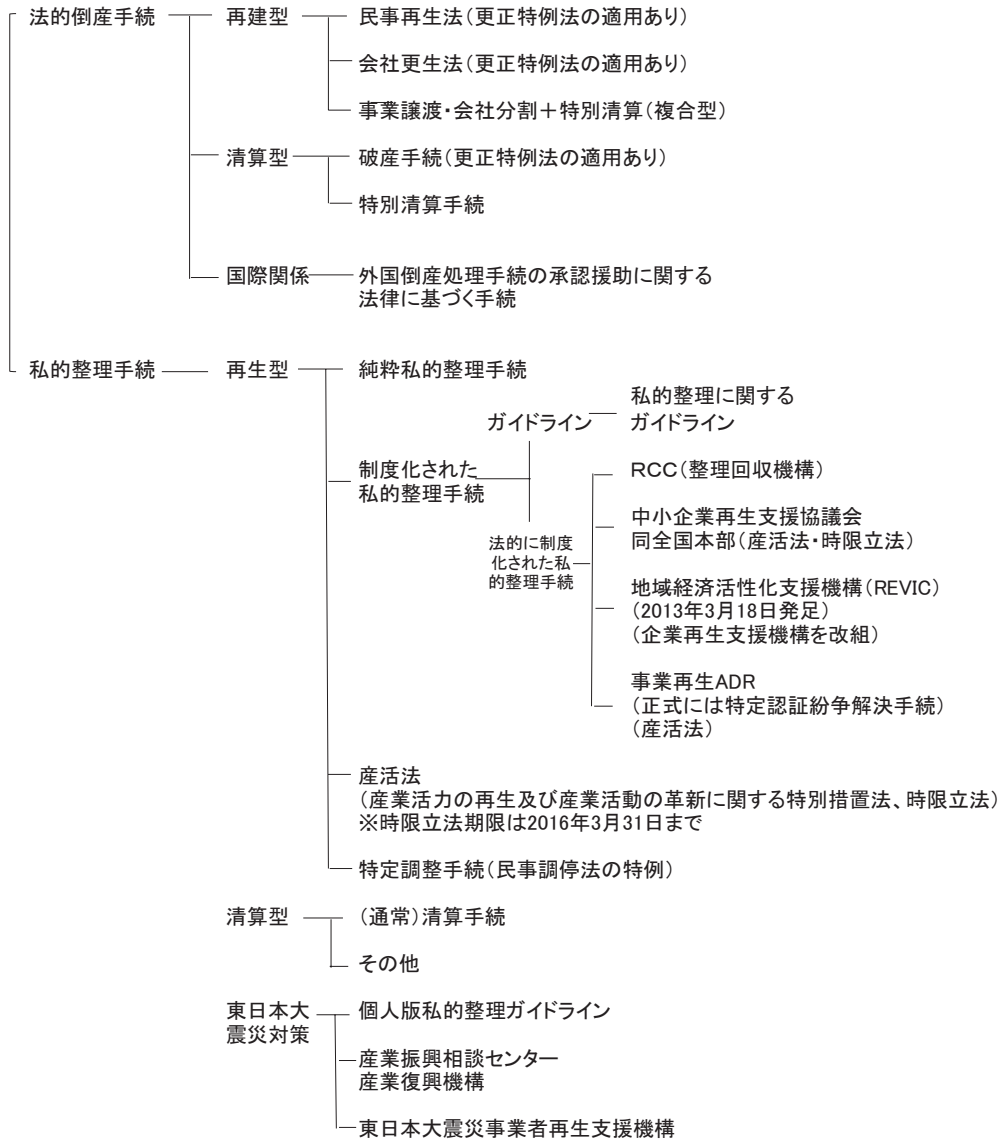 法的倒産手続
再建型
民事再生法（更正特例法の適用あり）
会社更生法（更正特例法の適用あり）
事業譲渡・会社分割＋特別清算（複合型）
清算型
破産手続（更正特例法の適用あり）
特別清算手続
国際関係
外国倒産処理手続の承認援助に関する
法律に基づく手続
私的整理手続
再生型
純粋私的整理手続
制度化された
私的整理手続
ガイドライン
私的整理に関する
ガイドライン
法的に制度
化された私
的整理手続
ＲＣＣ（整理回収機構）
中小企業再生支援協議会
同全国本部（産活法・時限立法）
地域経済活性化支援機構（REVIC）
（2013年3月18日発足）
（企業再生支援機構を改組）
事業再生ADR
（正式には特定認証紛争解決手続）
（産活法）
産活法
（産業活力の再生及び産業活動の革新に関する特別措置法、時限立法）
※時限立法期限は2016年3月31日まで
特定調整手続（民事調停法の特例）
清算型
（通常）清算手続
その他
東日本大
震災対策
個人版私的整理ガイドライン
産業振興相談センター
産業復興機構
東日本大震災事業者再生支援機構